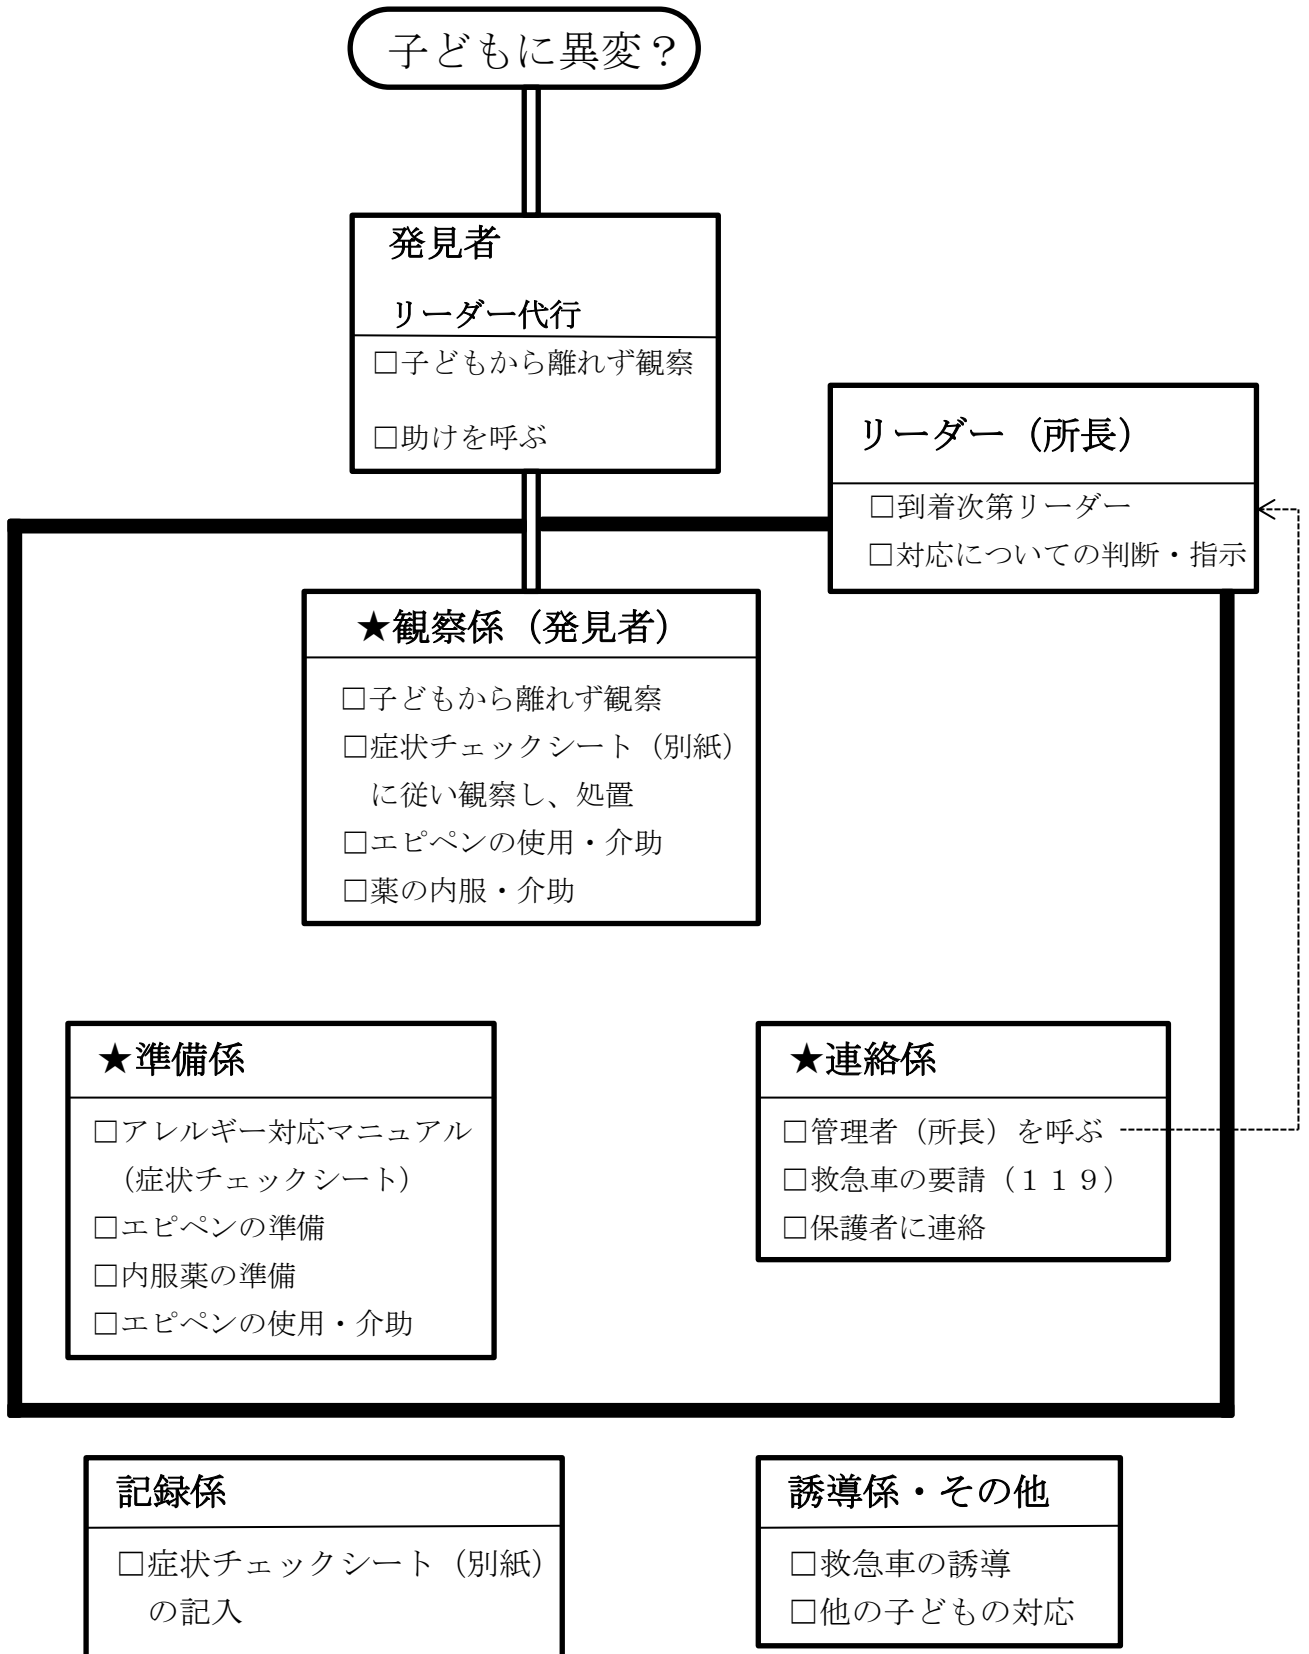 子どもに異変？
発見者
リーダー代行
□子どもから離れず観察
□助けを呼ぶ
リーダー（所長）
□到着次第リーダー
□対応についての判断・指示
★観察係（発見者）
□子どもから離れず観察
□症状チェックシート（別紙）
に従い観察し、処置
□エピペンの使用・介助
□薬の内服・介助
★準備係
□アレルギー対応マニュアル
（症状チェックシート）
□エピペンの準備
□内服薬の準備
□エピペンの使用・介助
★連絡係
□管理者（所長）を呼ぶ
□救急車の要請（１１９）
□保護者に連絡
記録係
□症状チェックシート（別紙）
の記入
誘導係・その他
□救急車の誘導
□他の子どもの対応